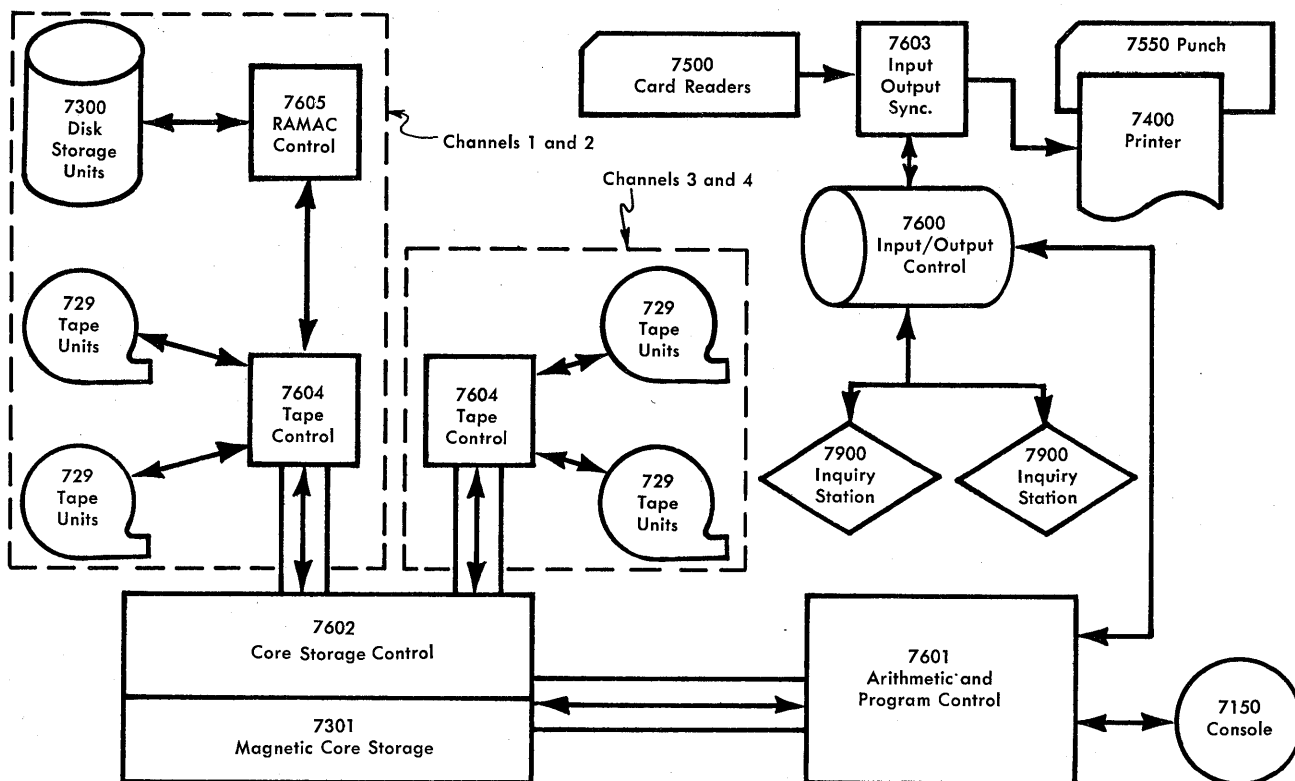 7300
Disk
Storage
Units
7605
RAMAC
Control
Channels 1 and 2
7500
Card Readers
7603
Input
Output
Sync.
7550 Punch
7400
Printer
Channels 3 and 4
7600
Input/Output
Control
729
Tape
Units
7604
Tape
Control
729
Tape
Units
7604
Tape
Control
729
Tape
Units
729
Tape
Units
7900
Inquiry
Station
7900
Inquiry
Station
7602
Core Storage Control
7301
Magnetic Core Storage
7601
Arithmetic and
Program Control
7150
Console